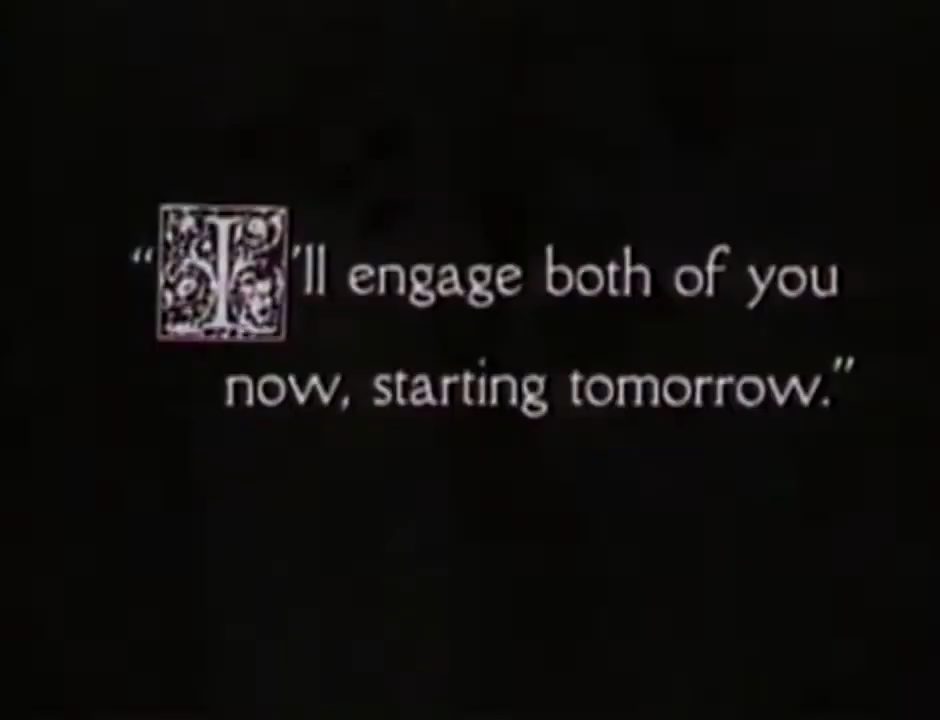 “I'll engage both of you
now, starting tomorrow.”